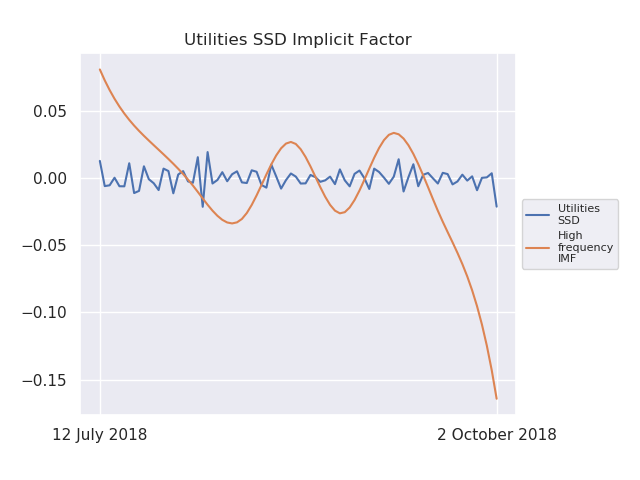 Utilities SSD Implicit Factor
0.05
0.00
−0.05
−0.10
−0.15
12 July 2018
2 October 2018
Utilities
SSD
High
frequency
IMF